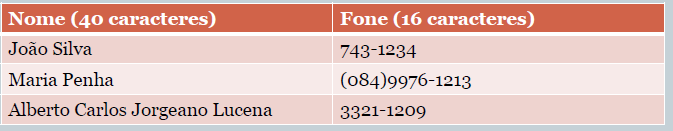 Nome (40 caracteres) Fone (16 caracteres)
João Silva 743-1234
Maria Penha (084)9976-1213
Alberto Carlos Jorgeano Lucena 3321-1209